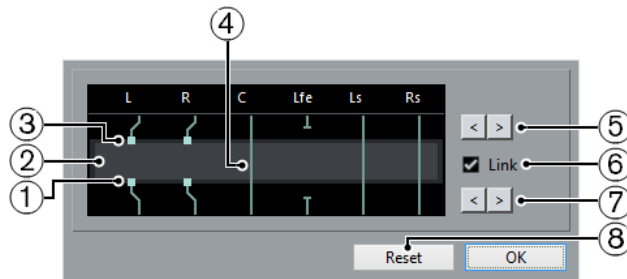 ④
L R C Lfe Ls Rs
③ < > ⑤
② ✓ Link ⑥
① < > ⑦
⑧
Reset OK